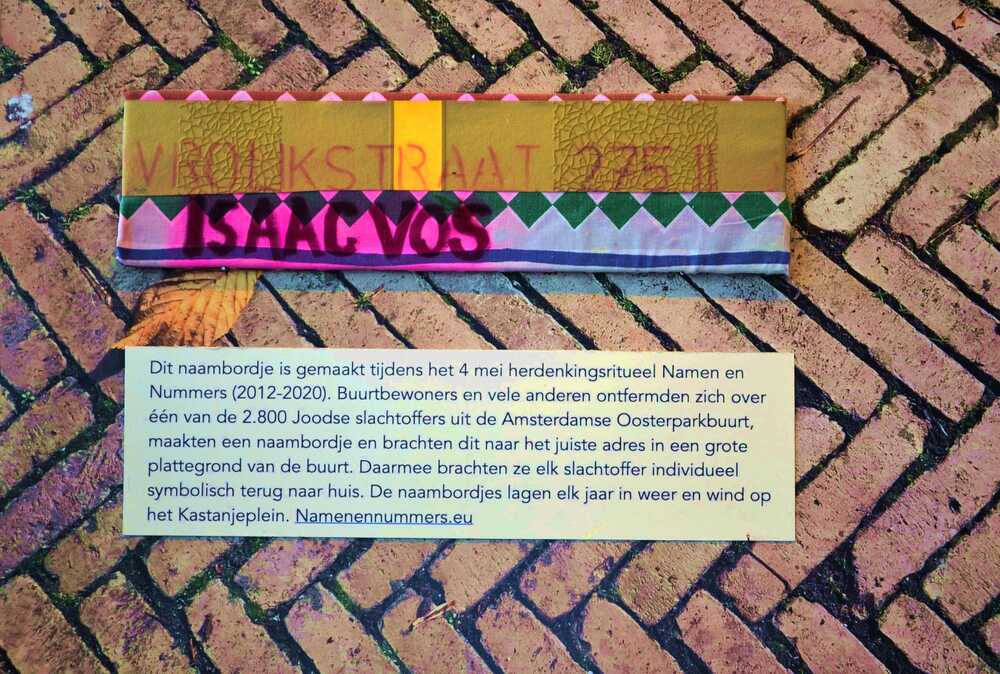 VROLIKSTRAAT 275 II
ISAAC VOS
Dit naambordje is gemaakt tijdens het 4 mei herdenkingsritueel Namen en
Nummers (2012-2020). Buurtbewoners en vele anderen ontfermden zich over
één van de 2.800 Joodse slachtoffers uit de Amsterdamse Oosterparkbuurt,
maakten een naambordje en brachten dit naar het juiste adres in een grote
plattegrond van de buurt. Daarmee brachten ze elk slachtoffer individueel
symbolisch terug naar huis. De naambordjes lagen elk jaar in weer en wind op
het Kastanjeplein. Namenennummers.eu